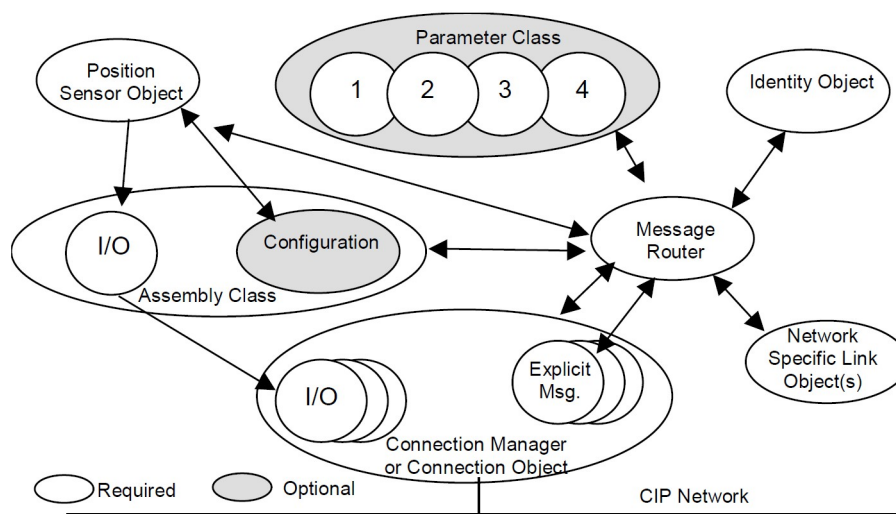 Parameter Class
1 2 3 4
Position
Sensor Object
Identity Object
Message
Router
I/O
Configuration
Assembly Class
Network
Specific Link
Object(s)
I/O
Explicit
Msg.
Connection Manager
or Connection Object
Required
Optional
CIP Network